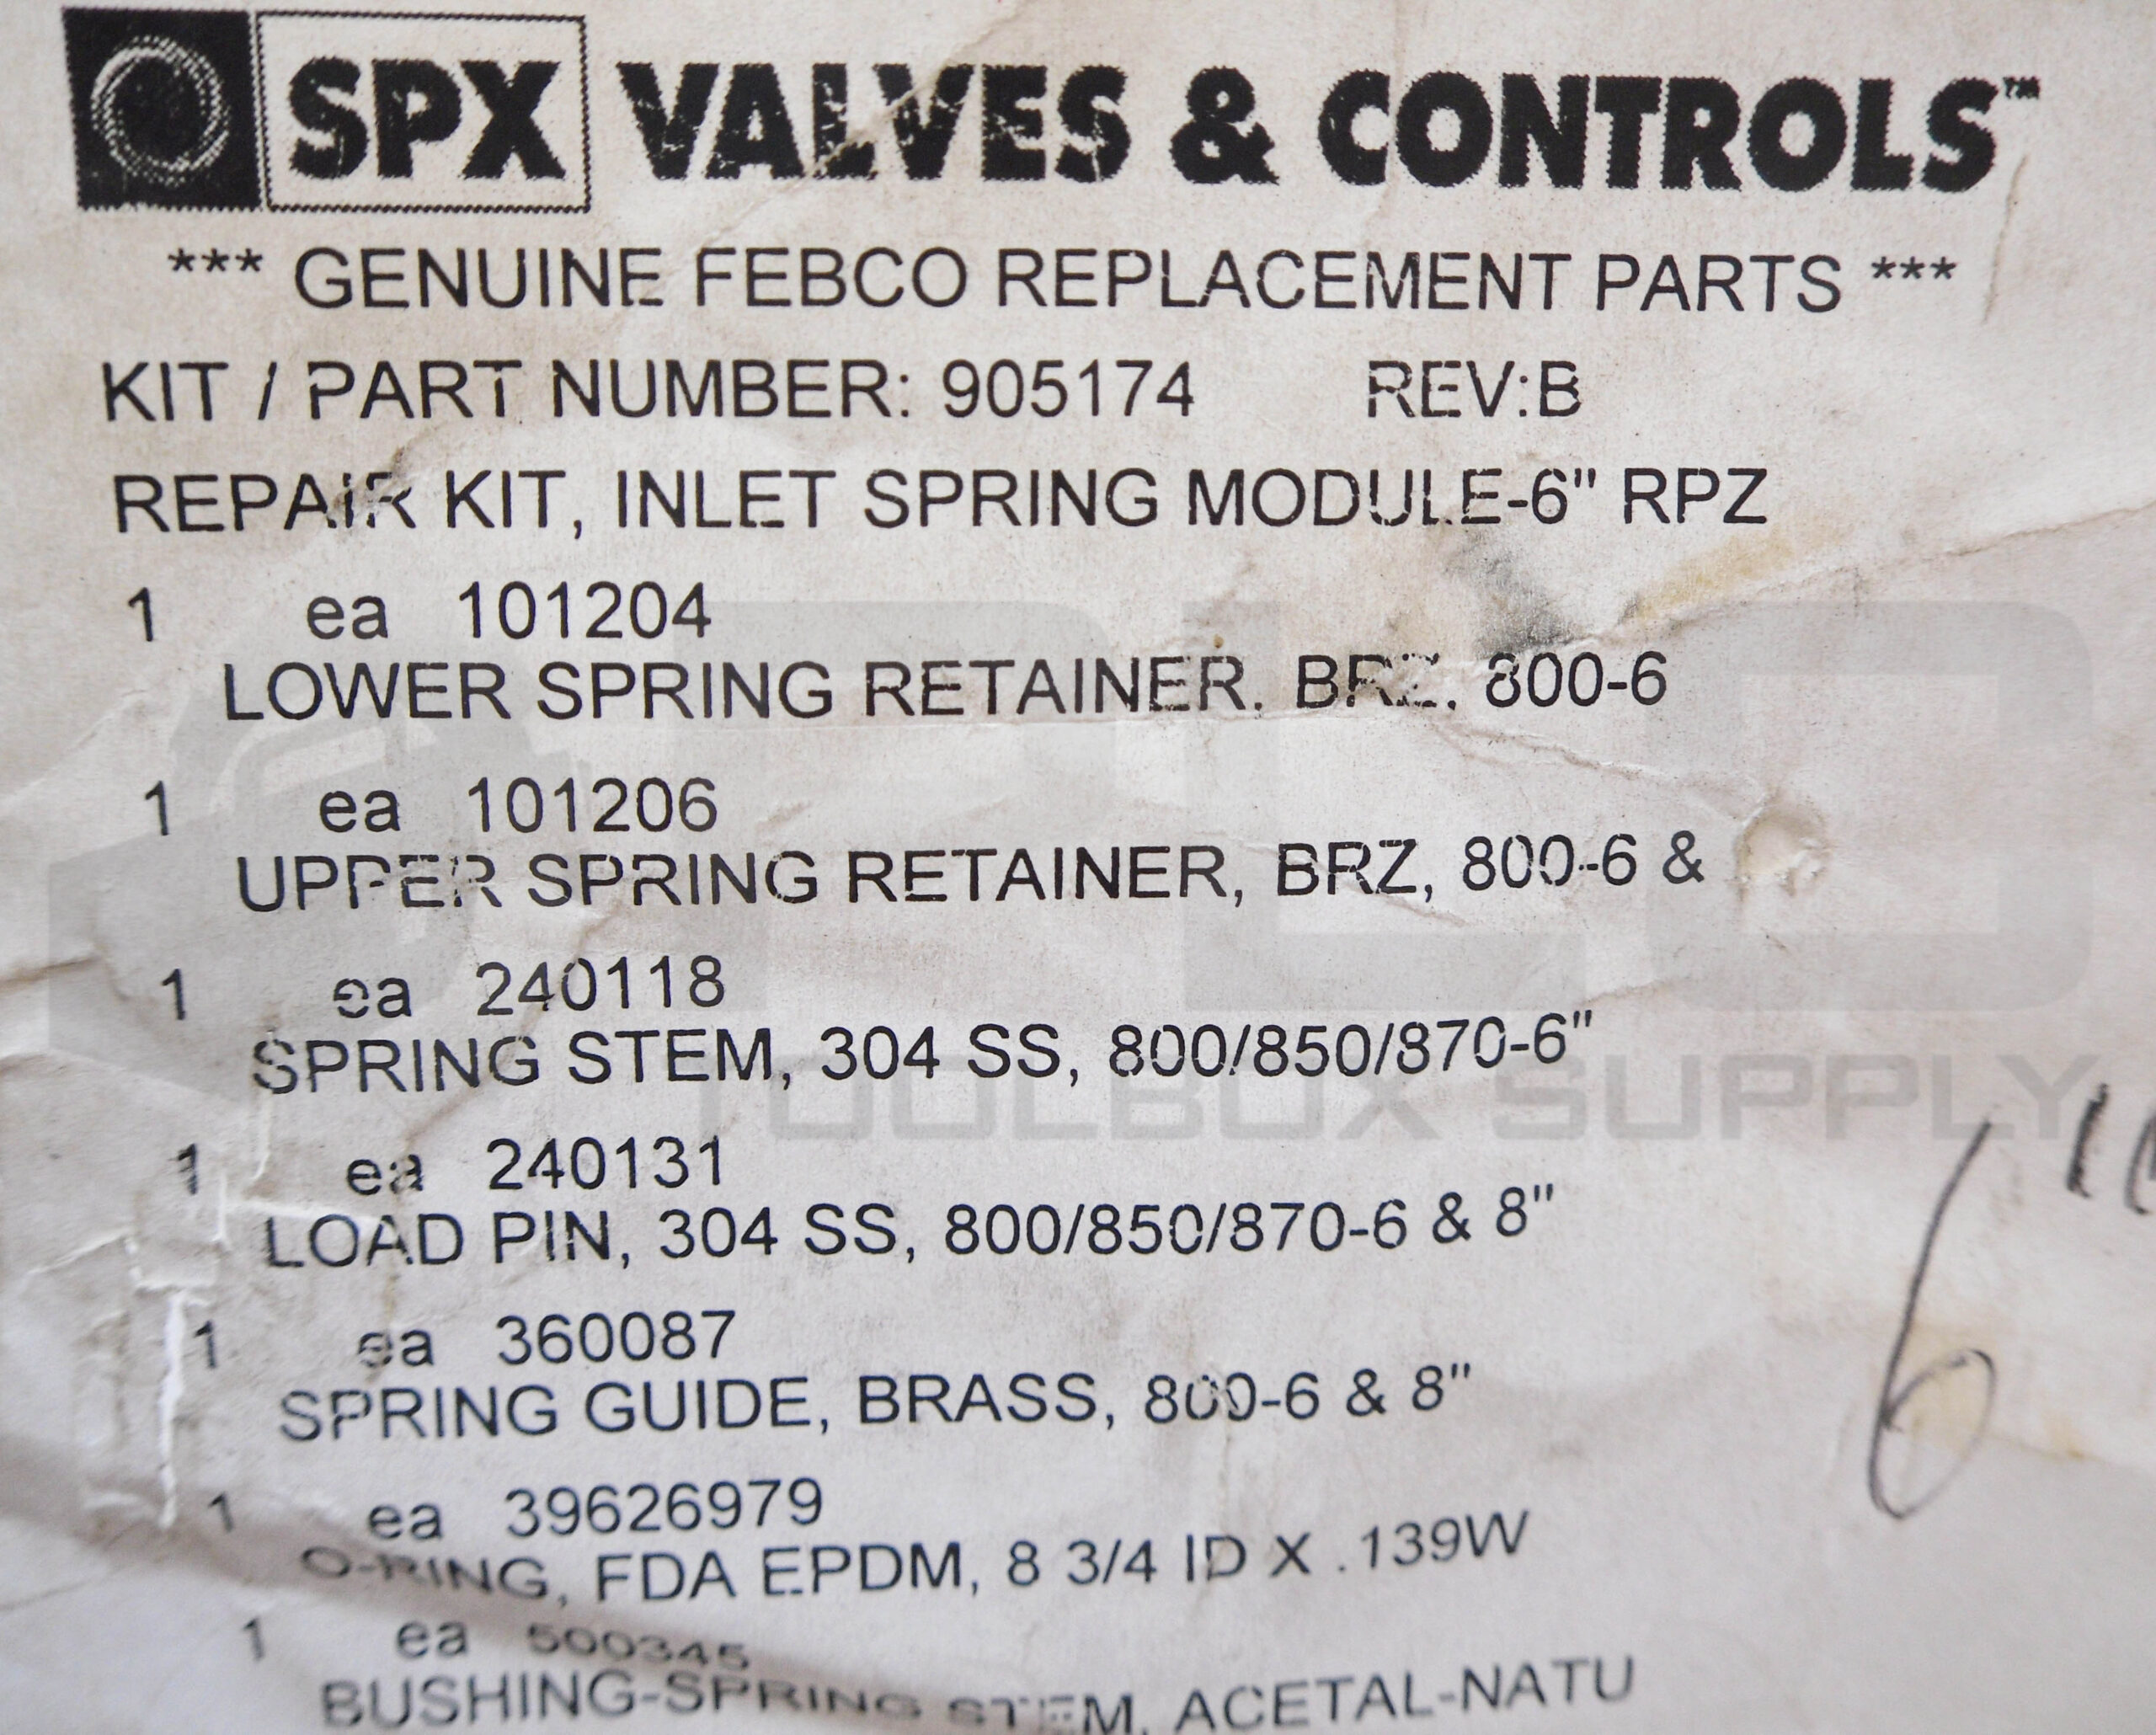 SPX VALVES & CONTROLS™
*** GENUINE FEBCO REPLACEMENT PARTS ***
KIT / PART NUMBER: 905174 REV:B
REPAIR KIT, INLET SPRING MODULE-6" RPZ
1 ea 101204
LOWER SPRING RETAINER, BRZ, 800-6
1 ea 101206
UPPER SPRING RETAINER, BRZ, 800-6 &
1 ea 240118
SPRING STEM, 304 SS, 800/850/870-6"
1 ea 240131
LOAD PIN, 304 SS, 800/850/870-6 & 8"
1 ea 360087
SPRING GUIDE, BRASS, 800-6 & 8"
1 ea 39626979
O-RING, FDA EPDM, 8 3/4 ID X .139W
1 ea 500345
BUSHING-SPRING STEM, ACETAL-NATU
6"
PLC
TOOLBOX SUPPLY